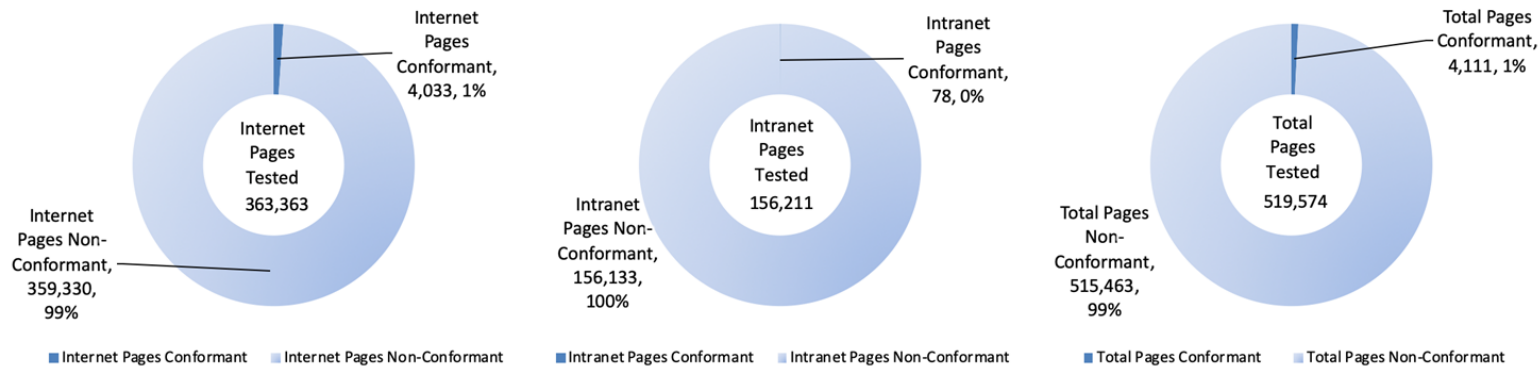 Internet
Pages
Conformant,
4,033, 1%
Internet
Pages
Tested
363,363
Internet
Pages Non-
Conformant,
359,330,
99%
Internet Pages Conformant
Internet Pages Non-Conformant
Intranet
Pages
Conformant,
78, 0%
Intranet
Pages
Tested
156,211
Intranet
Pages Non-
Conformant,
156,133,
100%
Intranet Pages Conformant
Intranet Pages Non-Conformant
Total Pages
Conformant,
4,111, 1%
Total
Pages
Tested
519,574
Total Pages
Non-
Conformant,
515,463,
99%
Total Pages Conformant
Total Pages Non-Conformant